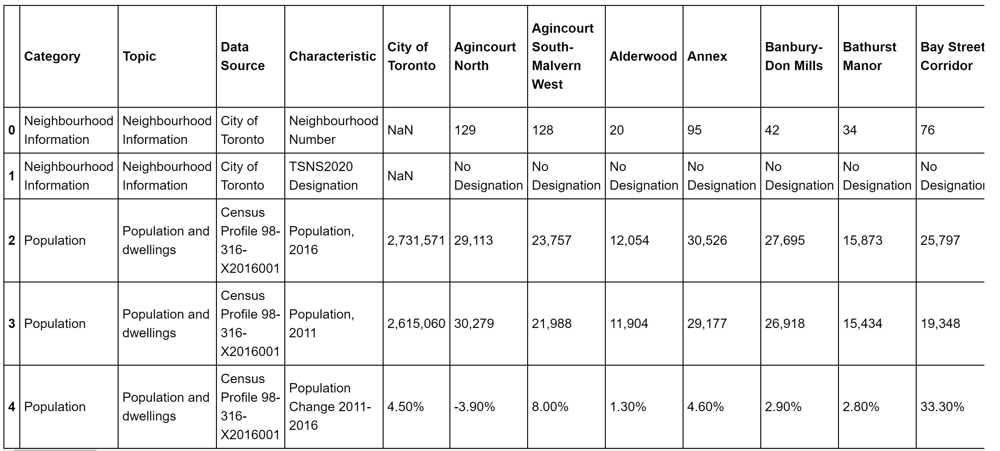 Category Topic Data Source Characteristic City of Toronto Agincourt North Agincourt South-Malvern West Alderwood Annex Banbury-Don Mills Bathurst Manor Bay Street Corridor
0 Neighbourhood Information Neighbourhood Information City of Toronto Neighbourhood Number NaN 129 128 20 95 42 34 76
1 Neighbourhood Information Neighbourhood Information City of Toronto TSNS2020 Designation NaN No Designation No Designation No Designation No Designation No Designation No Designation No Designation
2 Population Population and dwellings Census Profile 98-316-X2016001 Population, 2016 2,731,571 29,113 23,757 12,054 30,526 27,695 15,873 25,797
3 Population Population and dwellings Census Profile 98-316-X2016001 Population, 2011 2,615,060 30,279 21,988 11,904 29,177 26,918 15,434 19,348
4 Population Population and dwellings Census Profile 98-316-X2016001 Population Change 2011-2016 4.50% -3.90% 8.00% 1.30% 4.60% 2.90% 2.80% 33.30%